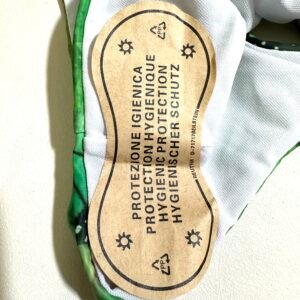 PROTEZIONE IGIENICA
PROTECTION HYGIENIQUE
HYGIENIC PROTECTION
HYGIENISCHER SCHUTZ